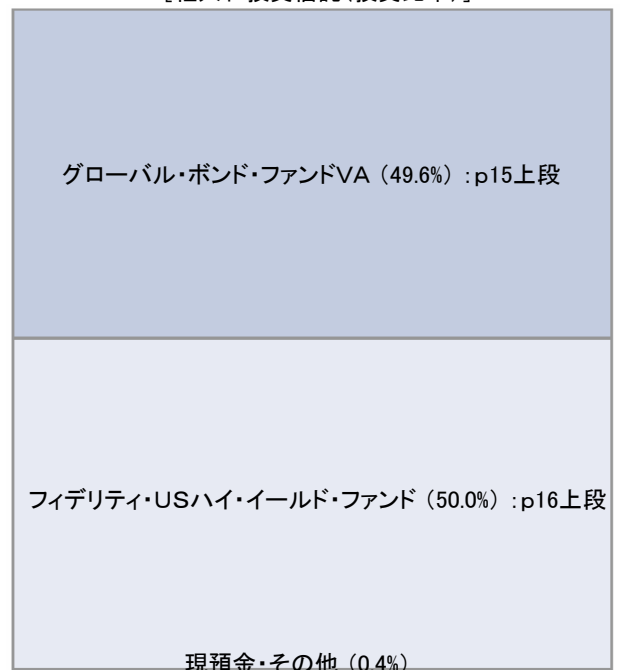 グローバル・ボンド・ファンドVA (49.6%) :p15上段
フィデリティ・USハイ・イールド・ファンド (50.0%) :p16上段
現預金・その他 (0.4%)